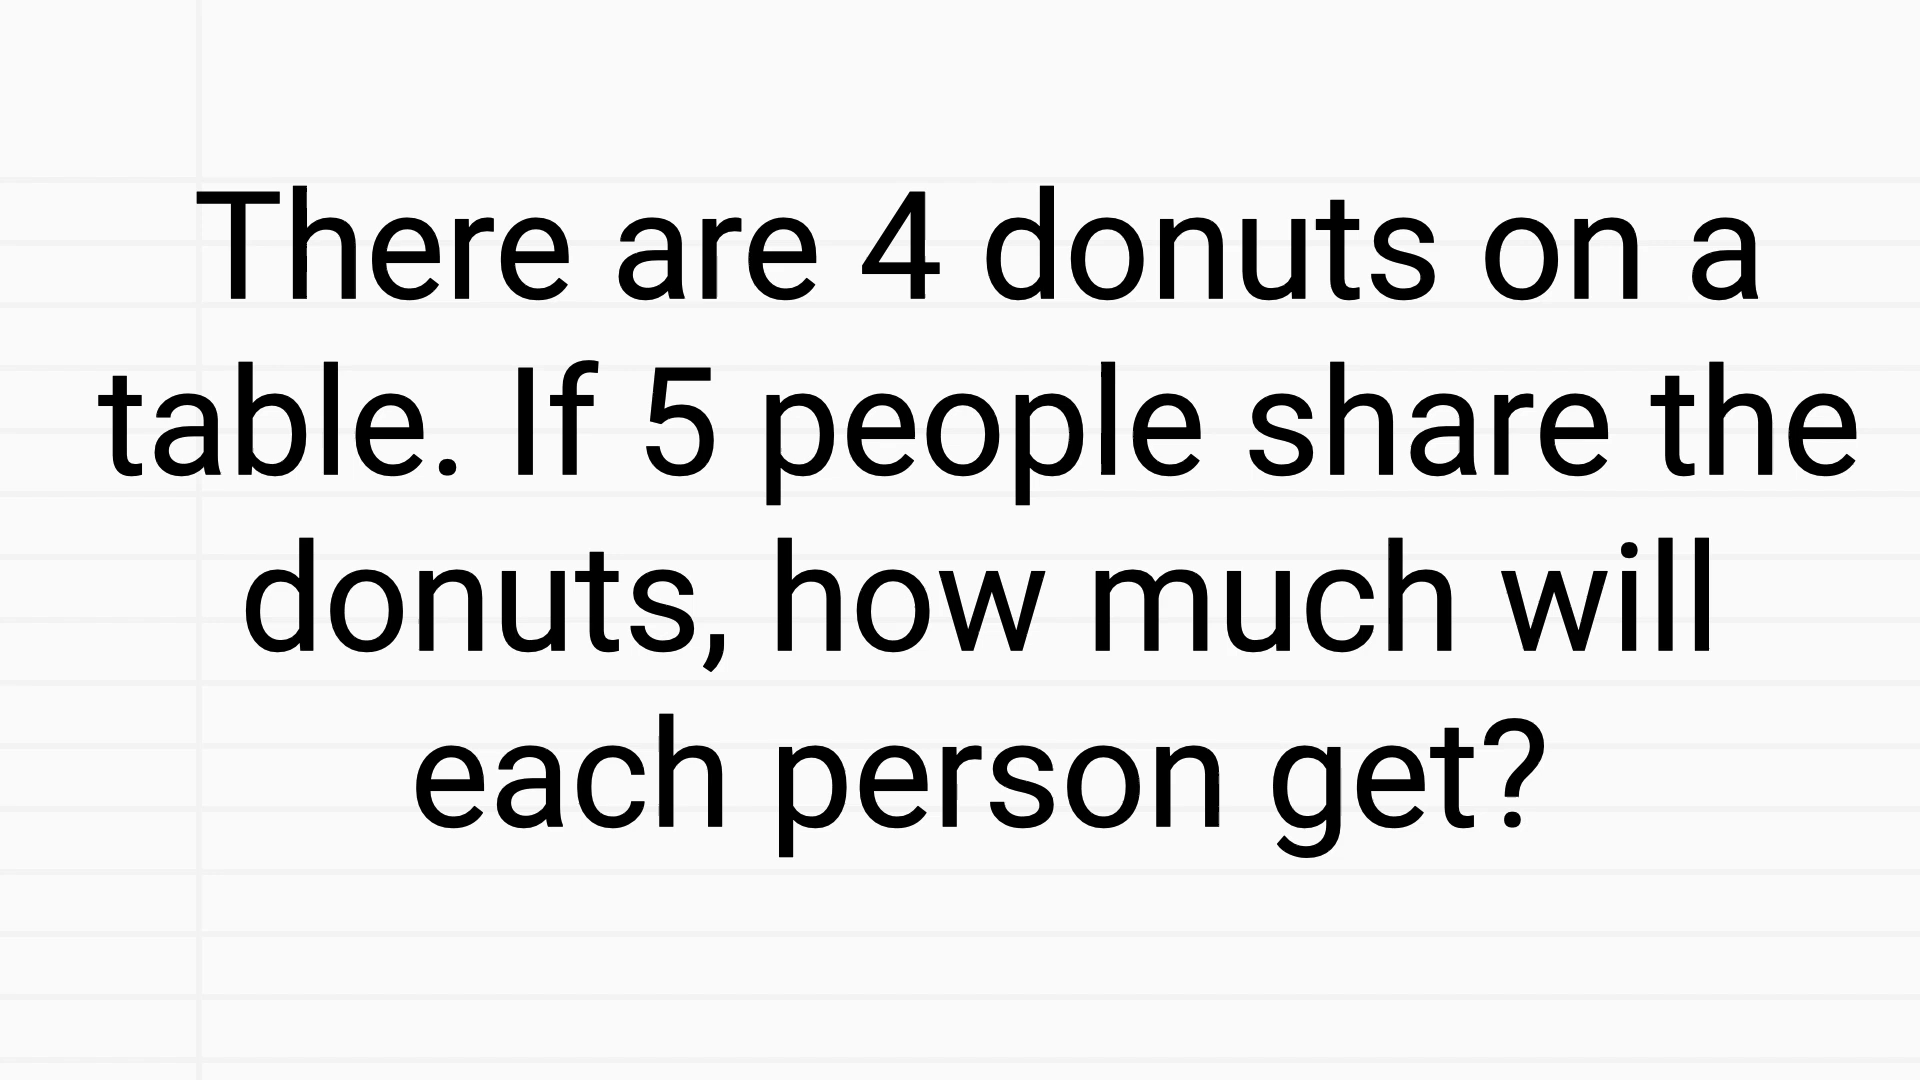 There are 4 donuts on a
table. If 5 people share the
donuts, how much will
each person get?